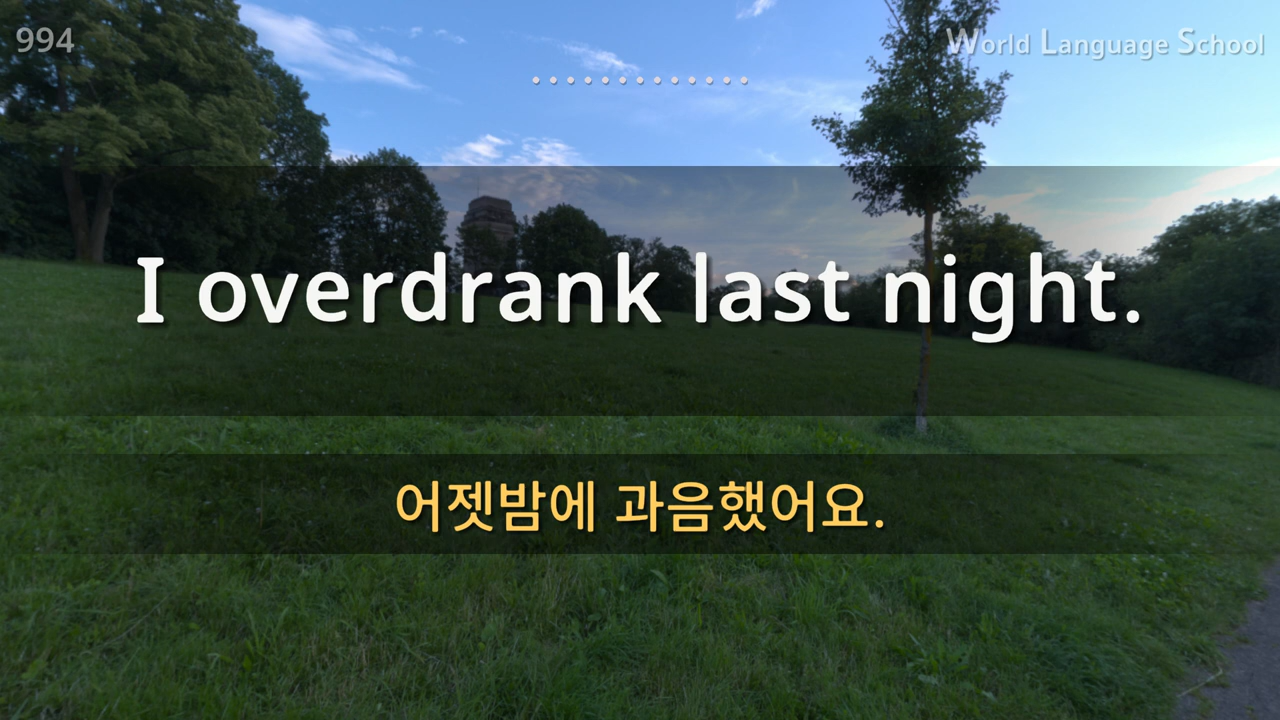 994
World Language School
I overdrank last night.
어젯밤에 과음했어요.